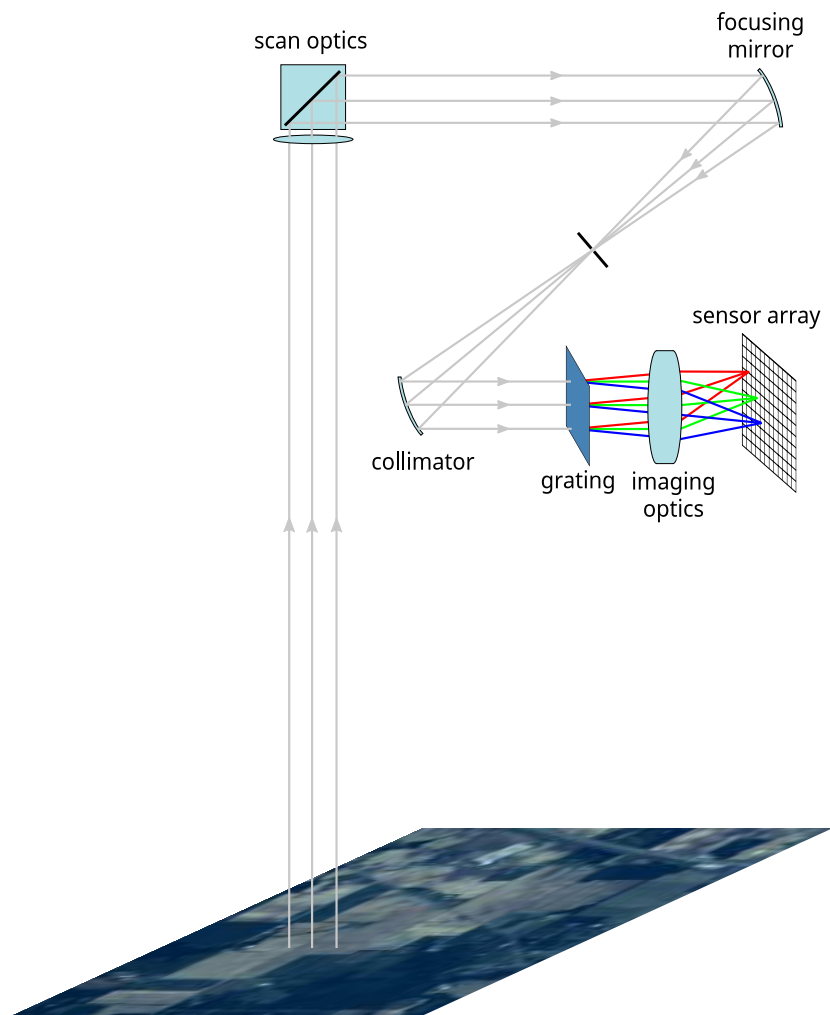 scan optics
focusing
mirror
sensor array
collimator
grating
imaging
optics